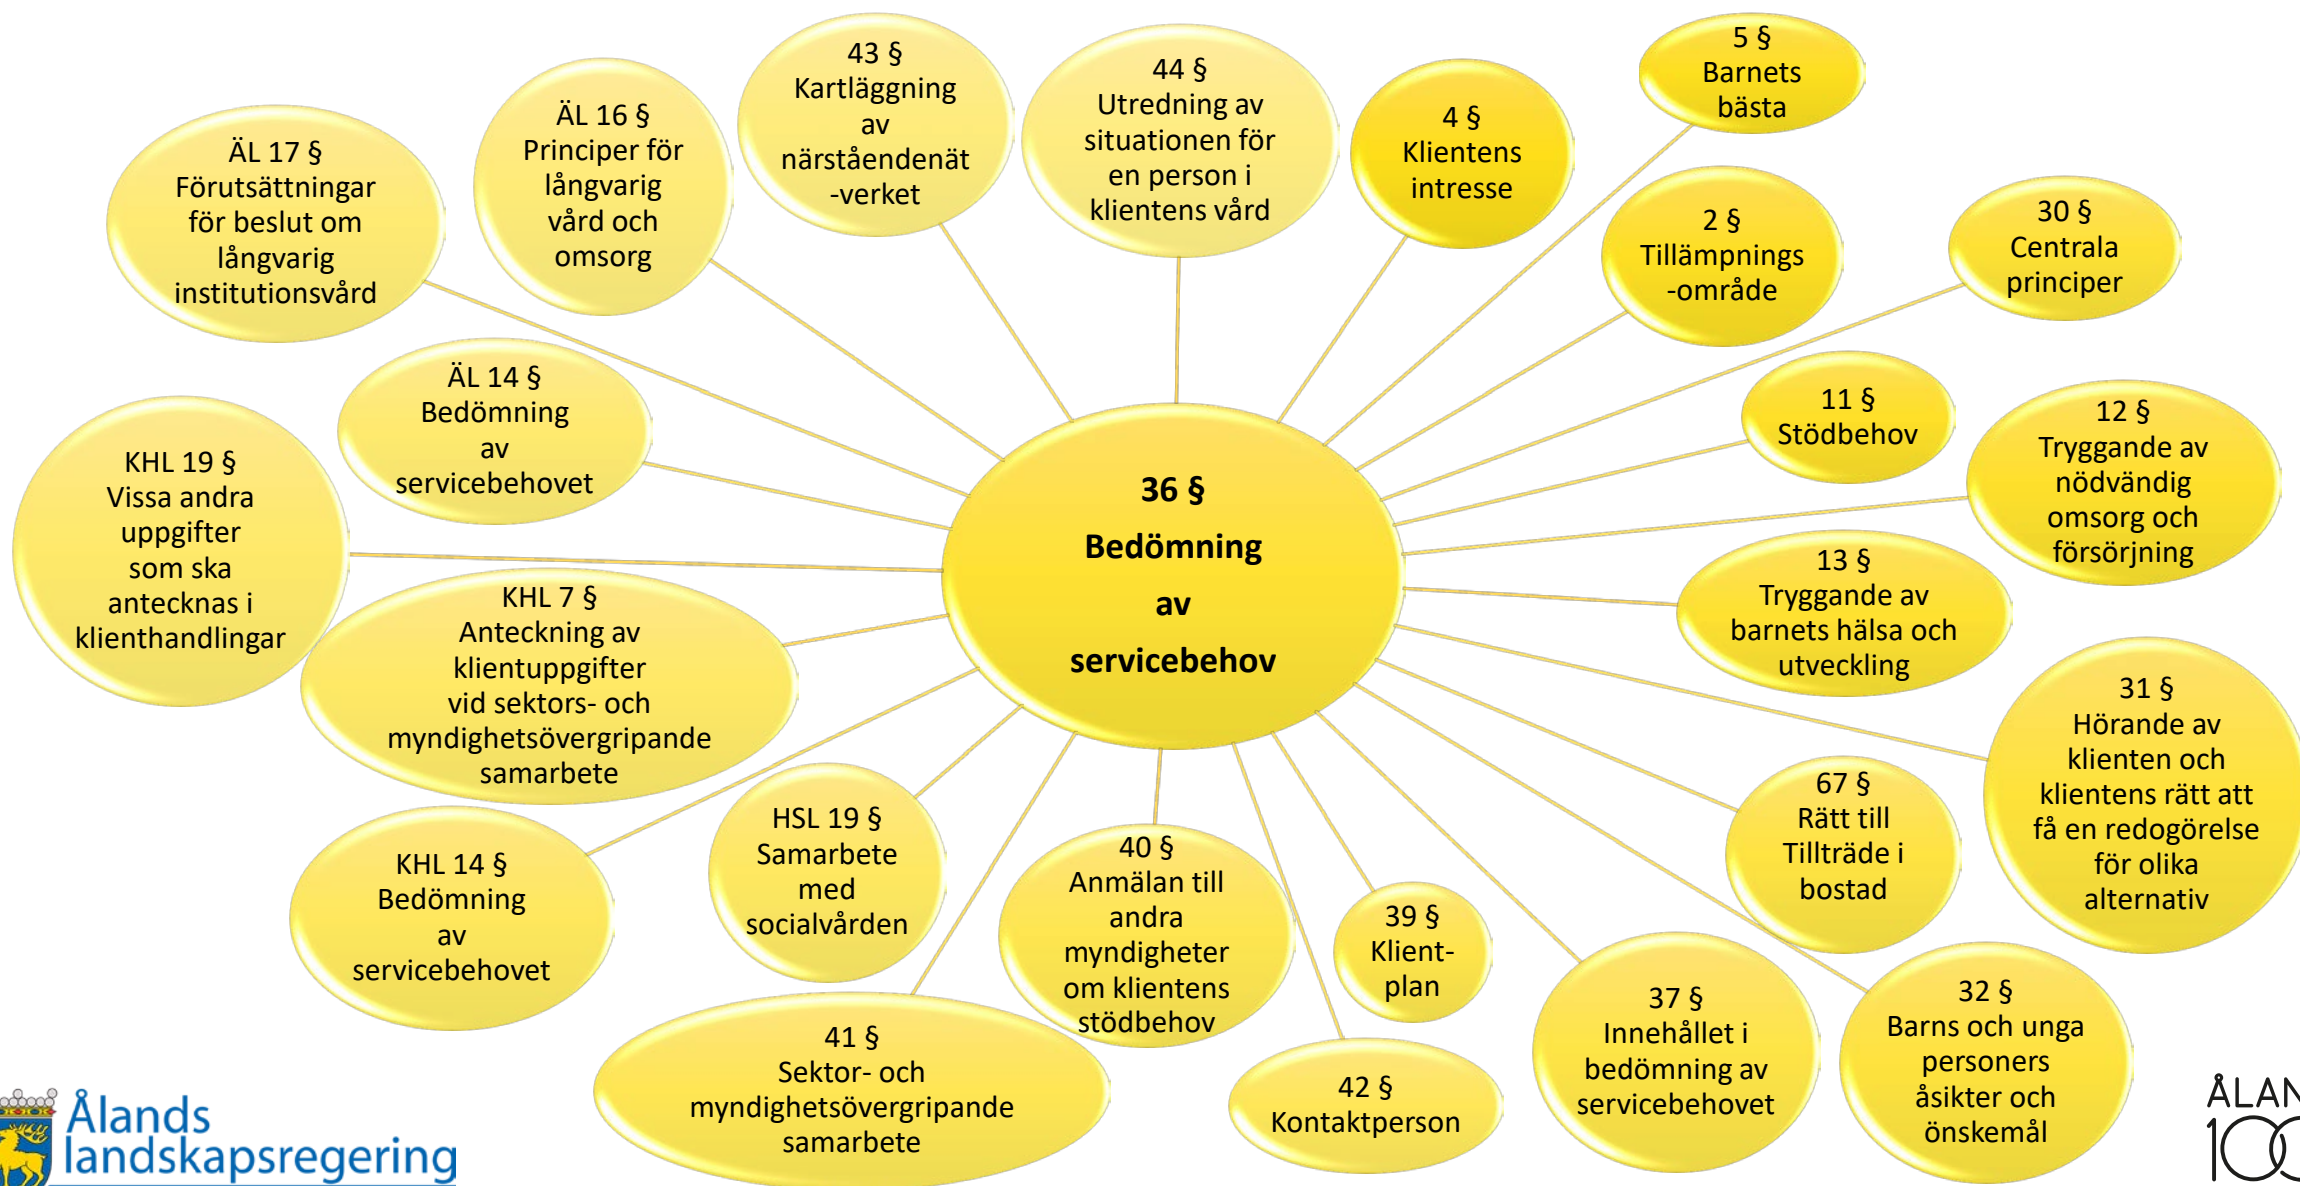 5 §
Barnets
bästa
43 §
Kartläggning
av
närståendenät
-verket
44 §
Utredning av
situationen för
en person i
klientens vård
4 §
Klientens
intresse
ÄL 16 §
Principer för
långvarig
vård och
omsorg
ÄL 17 §
Förutsättningar
för beslut om
långvarig
institutionsvård
2 §
Tillämpnings
-område
30 §
Centrala
principer
ÄL 14 §
Bedömning
av
servicebehovet
11 §
Stödbehov
12 §
Tryggande av
nödvändig
omsorg och
försörjning
KHL 19 §
Vissa andra
uppgifter
som ska
antecknas i
klienthandlingar
36 §
Bedömning
av
servicebehov
13 §
Tryggande av
barnets hälsa och
utveckling
KHL 7 §
Anteckning av
klientuppgifter
vid sektors- och
myndighetsövergripande
samarbete
31 §
Hörande av
klienten och
klientens rätt att
få en redogörelse
för olika
alternativ
67 §
Rätt till
Tillträde i
bostad
KHL 14 §
Bedömning
av
servicebehovet
HSL 19 §
Samarbete
med
socialvården
40 §
Anmälan till
andra
myndigheter
om klientens
stödbehov
39 §
Klient-
plan
37 §
Innehållet i
bedömning av
servicebehovet
32 §
Barns och unga
personers
åsikter och
önskemål
41 §
Sektor- och
myndighetsövergripande
samarbete
42 §
Kontaktperson
Ålands
landskapsregering
ÅLAN
100